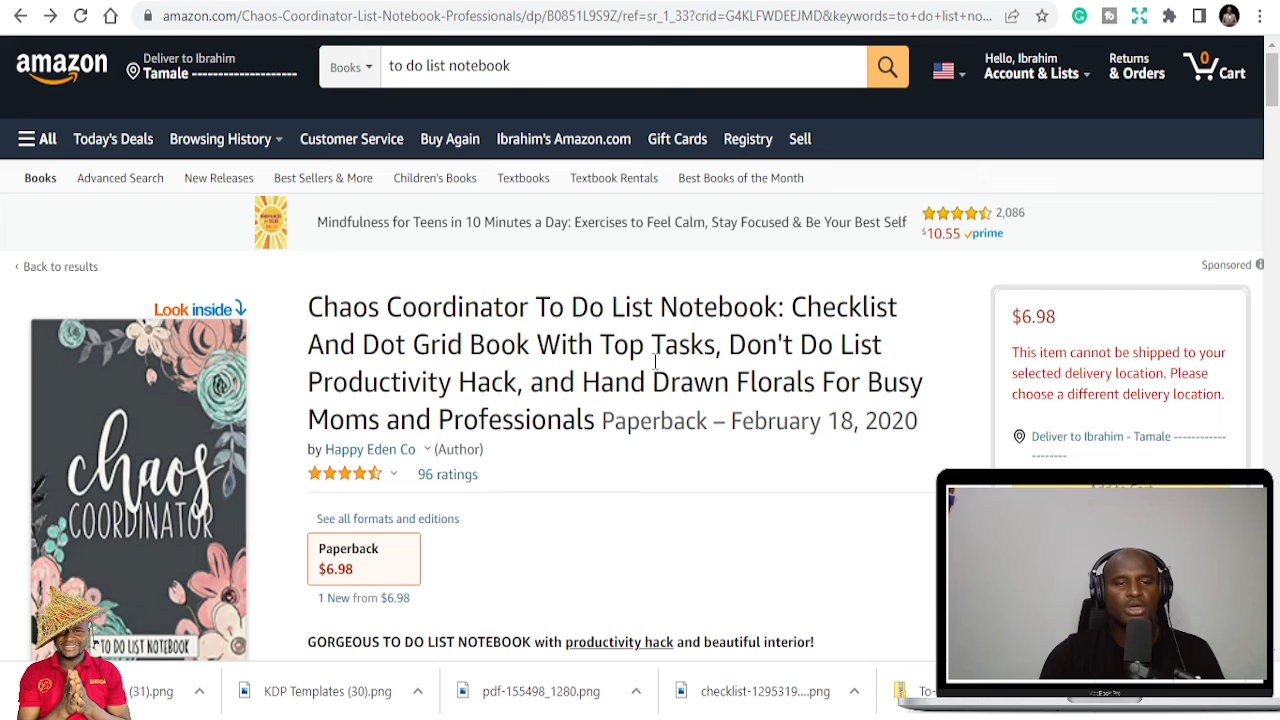 amazon.com/Chaos-Coordinator-List-Notebook-Professionals/dp/B0851L9S9Z/ref=sr_1_33?crid=G4KLFWDEEJMD&keywords=to+do+list+no...
amazon
Deliver to Ibrahim
Tamale ------------------
Books
to do list notebook
Hello, Ibrahim
Account & Lists
Returns
& Orders
0
Cart
All
Today's Deals
Browsing History
Customer Service
Buy Again
Ibrahim's Amazon.com
Gift Cards
Registry
Sell
Books
Advanced Search
New Releases
Best Sellers & More
Children's Books
Textbooks
Textbook Rentals
Best Books of the Month
Mindfulness for Teens in 10 Minutes a Day: Exercises to Feel Calm, Stay Focused & Be Your Best Self
2,086
$10.55 prime
‹ Back to results
Sponsored
Look inside
Chaos Coordinator To Do List Notebook: Checklist
And Dot Grid Book With Top Tasks, Don't Do List
Productivity Hack, and Hand Drawn Florals For Busy
Moms and Professionals Paperback – February 18, 2020
by Happy Eden Co (Author)
96 ratings
$6.98
This item cannot be shipped to your
selected delivery location. Please
choose a different delivery location.
Deliver to Ibrahim - Tamale ------------
--------
chaos
COORDINATOR
TO DO LIST NOTEBOOK
See all formats and editions
Paperback
$6.98
1 New from $6.98
GORGEOUS TO DO LIST NOTEBOOK with productivity hack and beautiful interior!
(31).png
KDP Templates (30).png
pdf-155498_1280.png
checklist-1295319....png
To-
MacBook Pro